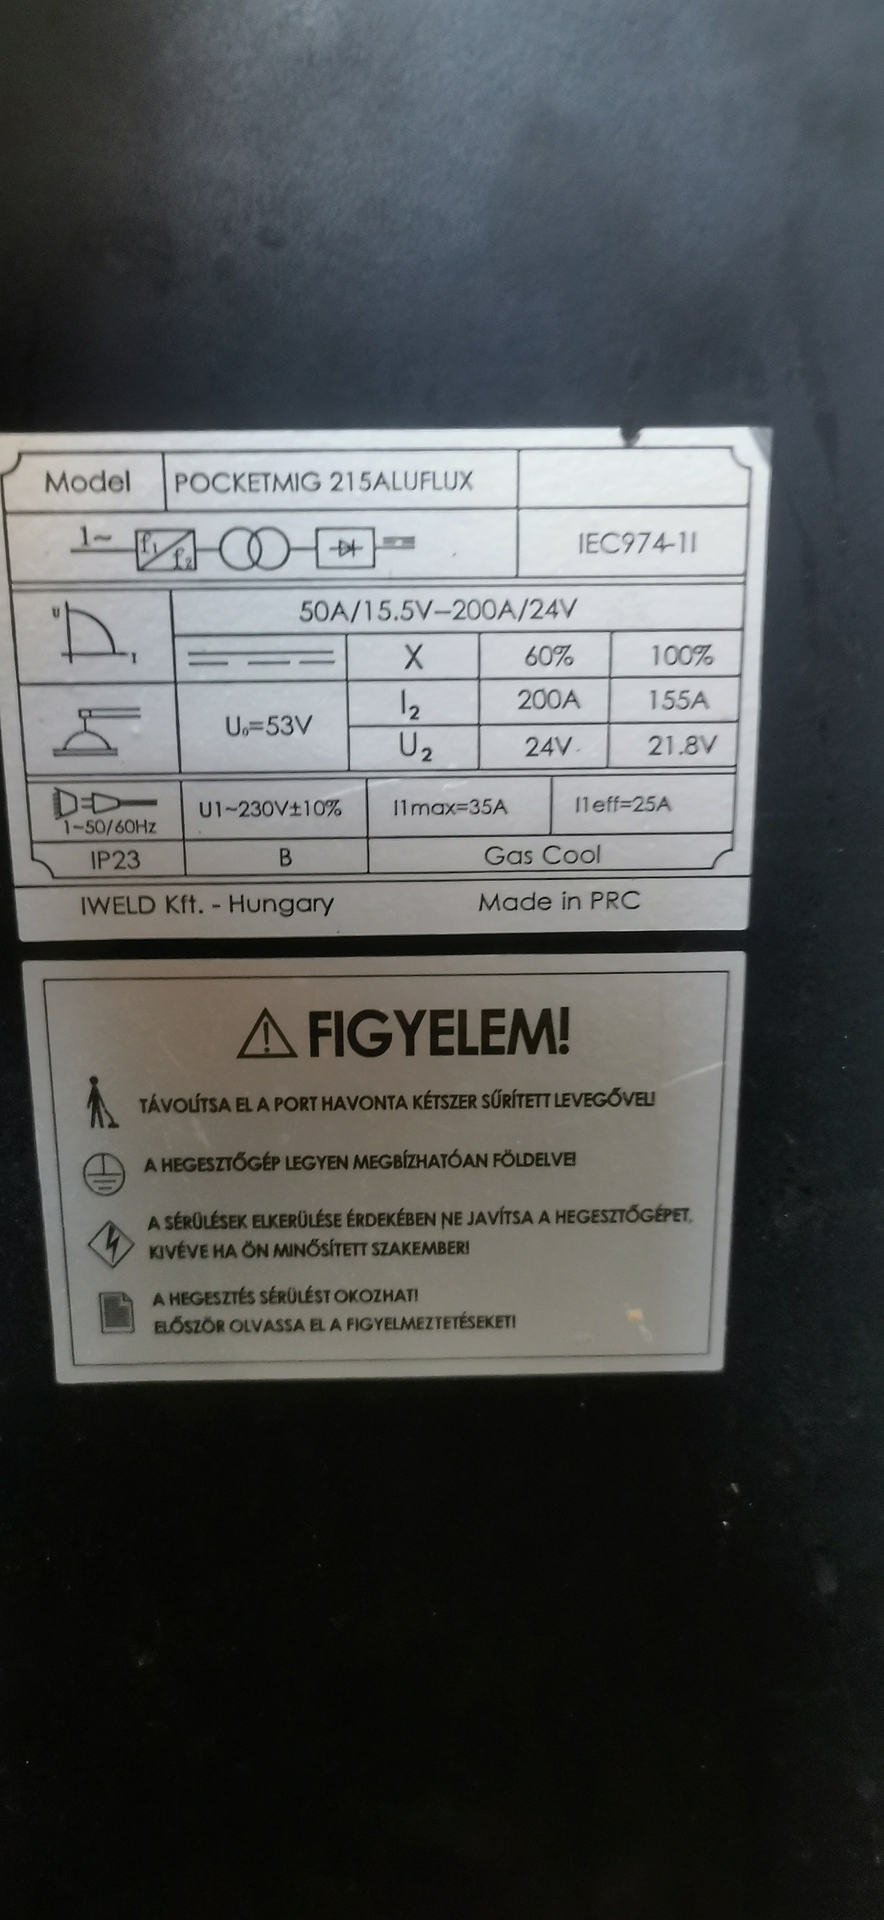 Model POCKETMIG 215ALUFLUX
1~ f₁ f₂ IEC974-1I
U I 50A/15.5V–200A/24V
X 60% 100%
U₀=53V I₂ 200A 155A
U₂ 24V 21.8V
1~50/60Hz U1~230V±10% I1max=35A I1eff=25A
IP23 B Gas Cool
IWELD Kft. - Hungary Made in PRC
FIGYELEM!
TÁVOLÍTSA EL A PORT HAVONTA KÉTSZER SŰRÍTETT LEVEGŐVEL!
A HEGESZTŐGÉP LEGYEN MEGBÍZHATÓAN FÖLDELVE!
A SÉRÜLÉSEK ELKERÜLÉSE ÉRDEKÉBEN NE JAVÍTSA A HEGESZTŐGÉPET,
KIVÉVE HA ÖN MINŐSÍTETT SZAKEMBER!
A HEGESZTÉS SÉRÜLÉST OKOZHAT!
ELŐSZÖR OLVASSA EL A FIGYELMEZTETÉSEKET!